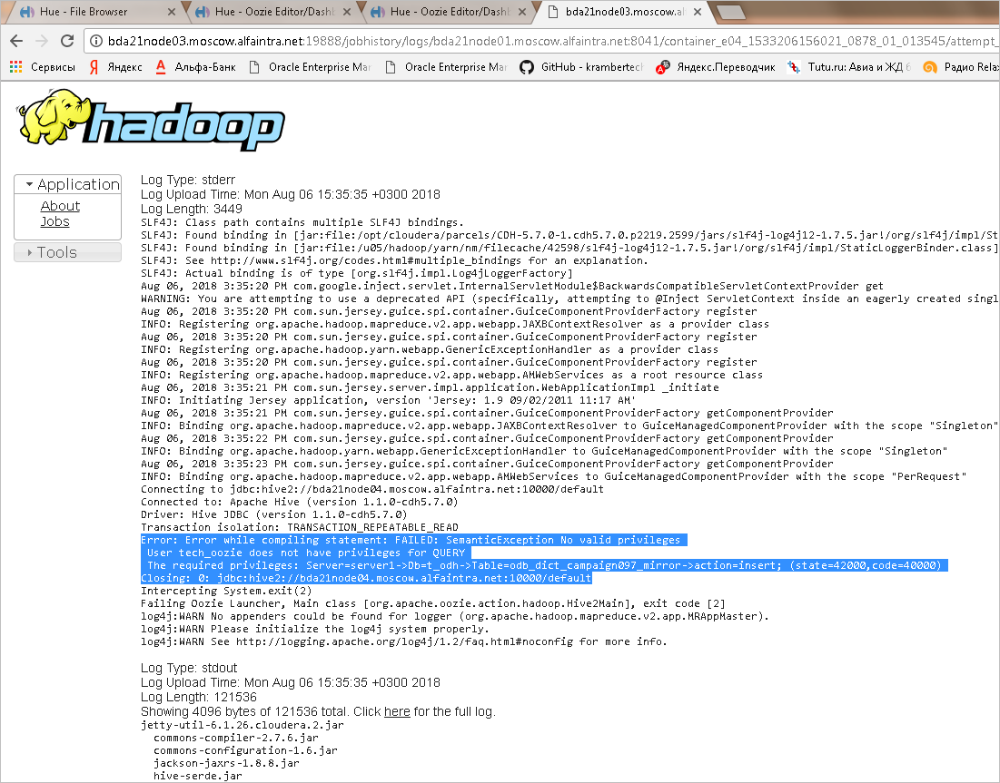 Hue - File Browser
Hue - Oozie Editor/Dashb
Hue - Oozie Editor/Dashb
bda21node03.moscow.al
bda21node03.moscow.alfaintra.net:19888/jobhistory/logs/bda21node01.moscow.alfaintra.net:8041/container_e04_1533206156021_0878_01_013545/attempt_
Сервисы
Яндекс
Альфа-Банк
Oracle Enterprise Mar
Oracle Enterprise Mar
GitHub - krambertech
Яндекс.Переводчик
Tutu.ru: Авиа и ЖД б
Радио Rela
hadoop
Application
About
Jobs
Tools
Log Type: stderr
Log Upload Time: Mon Aug 06 15:35:35 +0300 2018
Log Length: 3449
SLF4J: Class path contains multiple SLF4J bindings.
SLF4J: Found binding in [jar:file:/opt/cloudera/parcels/CDH-5.7.0-1.cdh5.7.0.p2219.2599/jars/slf4j-log4j12-1.7.5.jar!/org/slf4j/impl/St
SLF4J: Found binding in [jar:file:/u05/hadoop/yarn/nm/filecache/42598/slf4j-log4j12-1.7.5.jar!/org/slf4j/impl/StaticLoggerBinder.class]
SLF4J: See http://www.slf4j.org/codes.html#multiple_bindings for an explanation.
SLF4J: Actual binding is of type [org.slf4j.impl.Log4jLoggerFactory]
Aug 06, 2018 3:35:20 PM com.google.inject.servlet.InternalServletModule$BackwardsCompatibleServletContextProvider get
WARNING: You are attempting to use a deprecated API (specifically, attempting to @Inject ServletContext inside an eagerly created singl
Aug 06, 2018 3:35:20 PM com.sun.jersey.guice.spi.container.GuiceComponentProviderFactory register
INFO: Registering org.apache.hadoop.mapreduce.v2.app.webapp.JAXBContextResolver as a provider class
Aug 06, 2018 3:35:20 PM com.sun.jersey.guice.spi.container.GuiceComponentProviderFactory register
INFO: Registering org.apache.hadoop.yarn.webapp.GenericExceptionHandler as a provider class
Aug 06, 2018 3:35:20 PM com.sun.jersey.guice.spi.container.GuiceComponentProviderFactory register
INFO: Registering org.apache.hadoop.mapreduce.v2.app.webapp.AMWebServices as a root resource class
Aug 06, 2018 3:35:21 PM com.sun.jersey.server.impl.application.WebApplicationImpl _initiate
INFO: Initiating Jersey application, version 'Jersey: 1.9 09/02/2011 11:17 AM'
Aug 06, 2018 3:35:21 PM com.sun.jersey.guice.spi.container.GuiceComponentProviderFactory getComponentProvider
INFO: Binding org.apache.hadoop.mapreduce.v2.app.webapp.JAXBContextResolver to GuiceManagedComponentProvider with the scope "Singleton"
Aug 06, 2018 3:35:22 PM com.sun.jersey.guice.spi.container.GuiceComponentProviderFactory getComponentProvider
INFO: Binding org.apache.hadoop.yarn.webapp.GenericExceptionHandler to GuiceManagedComponentProvider with the scope "Singleton"
Aug 06, 2018 3:35:23 PM com.sun.jersey.guice.spi.container.GuiceComponentProviderFactory getComponentProvider
INFO: Binding org.apache.hadoop.mapreduce.v2.app.webapp.AMWebServices to GuiceManagedComponentProvider with the scope "PerRequest"
Connecting to jdbc:hive2://bda21node04.moscow.alfaintra.net:10000/default
Connected to: Apache Hive (version 1.1.0-cdh5.7.0)
Driver: Hive JDBC (version 1.1.0-cdh5.7.0)
Transaction isolation: TRANSACTION_REPEATABLE_READ
Error: Error while compiling statement: FAILED: SemanticException No valid privileges
User tech_oozie does not have privileges for QUERY
The required privileges: Server=server1->Db=t_odh->Table=odb_dict_campaign097_mirror->action=insert; (state=42000,code=40000)
Closing: 0: jdbc:hive2://bda21node04.moscow.alfaintra.net:10000/default
Intercepting System.exit(2)
Failing Oozie Launcher, Main class [org.apache.oozie.action.hadoop.Hive2Main], exit code [2]
log4j:WARN No appenders could be found for logger (org.apache.hadoop.mapreduce.v2.app.MRAppMaster).
log4j:WARN Please initialize the log4j system properly.
log4j:WARN See http://logging.apache.org/log4j/1.2/faq.html#noconfig for more info.
Log Type: stdout
Log Upload Time: Mon Aug 06 15:35:35 +0300 2018
Log Length: 121536
Showing 4096 bytes of 121536 total. Click here for the full log.
jetty-util-6.1.26.cloudera.2.jar
commons-compiler-2.7.6.jar
commons-configuration-1.6.jar
jackson-jaxrs-1.8.8.jar
hive-serde.jar